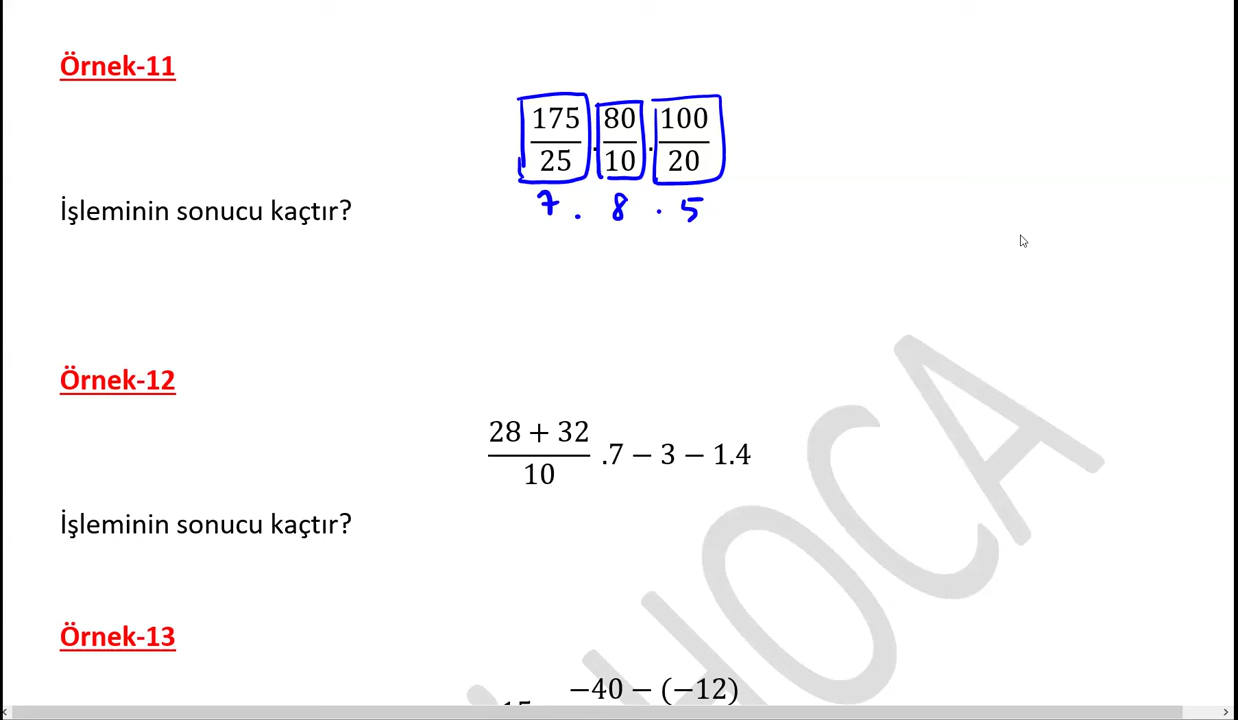 Örnek-11
175/25 . 80/10 . 100/20
7 . 8 . 5
İşleminin sonucu kaçtır?
Örnek-12
28 + 32/10 .7 − 3 − 1.4
İşleminin sonucu kaçtır?
Örnek-13
−40 − (−12)
HOCA